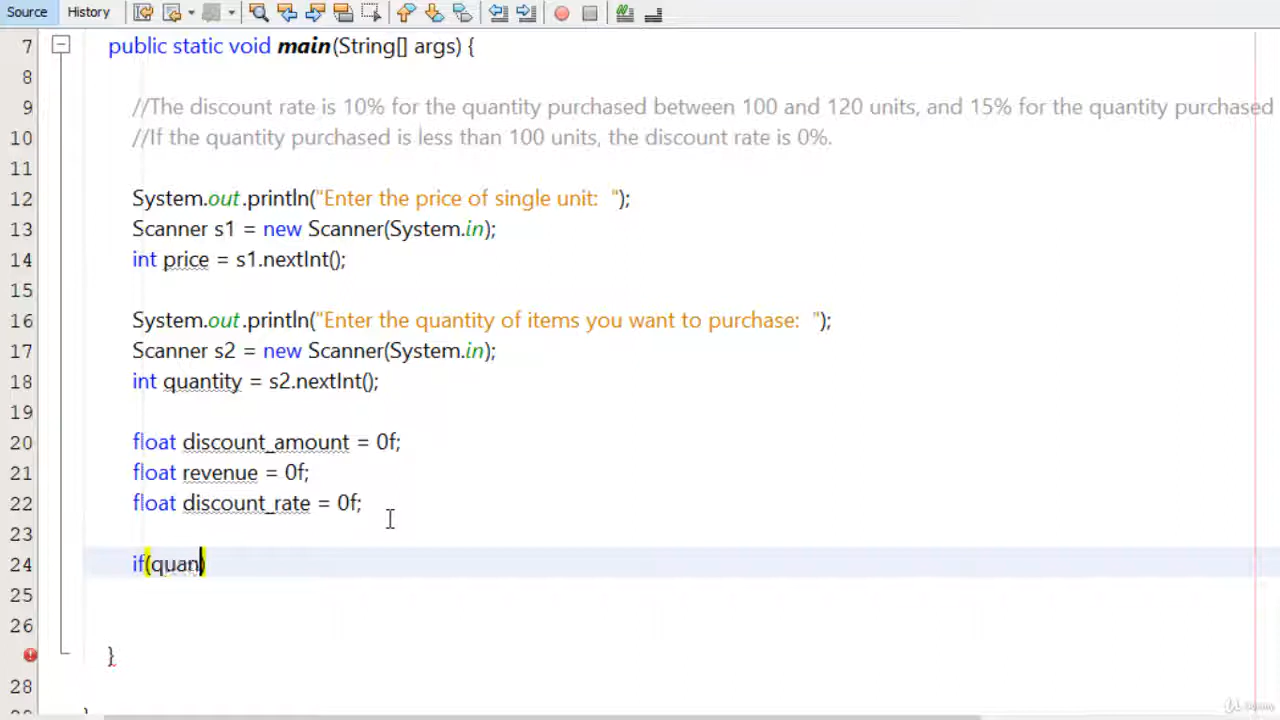 Source History
7 public static void main(String[] args) {
8
9 //The discount rate is 10% for the quantity purchased between 100 and 120 units, and 15% for the quantity purchased
10 //If the quantity purchased is less than 100 units, the discount rate is 0%.
11
12 System.out.println("Enter the price of single unit:  ");
13 Scanner s1 = new Scanner(System.in);
14 int price = s1.nextInt();
15
16 System.out.println("Enter the quantity of items you want to purchase:  ");
17 Scanner s2 = new Scanner(System.in);
18 int quantity = s2.nextInt();
19
20 float discount_amount = 0f;
21 float revenue = 0f;
22 float discount_rate = 0f;
23
24 if(quan)
25
26
}
28
Udemy